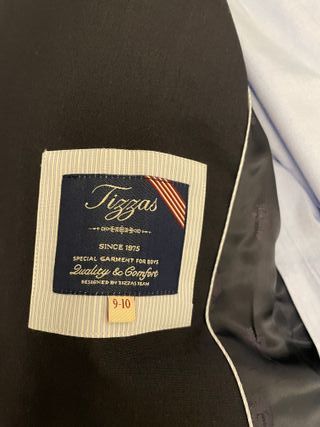 Tizzas
SINCE 1975
SPECIAL GARMENT FOR BOYS
Quality & Comfort
DESIGNED BY TIZZAS TEAM
9-10